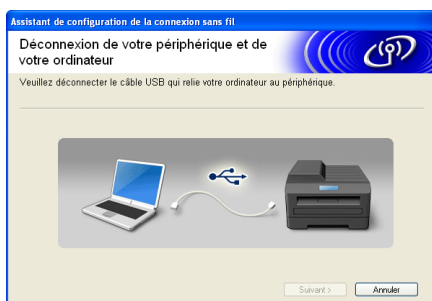 Assistant de configuration de la connexion sans fil
Déconnexion de votre périphérique et de
votre ordinateur
Veuillez déconnecter le câble USB qui relie votre ordinateur au périphérique.
Suivant > Annuler